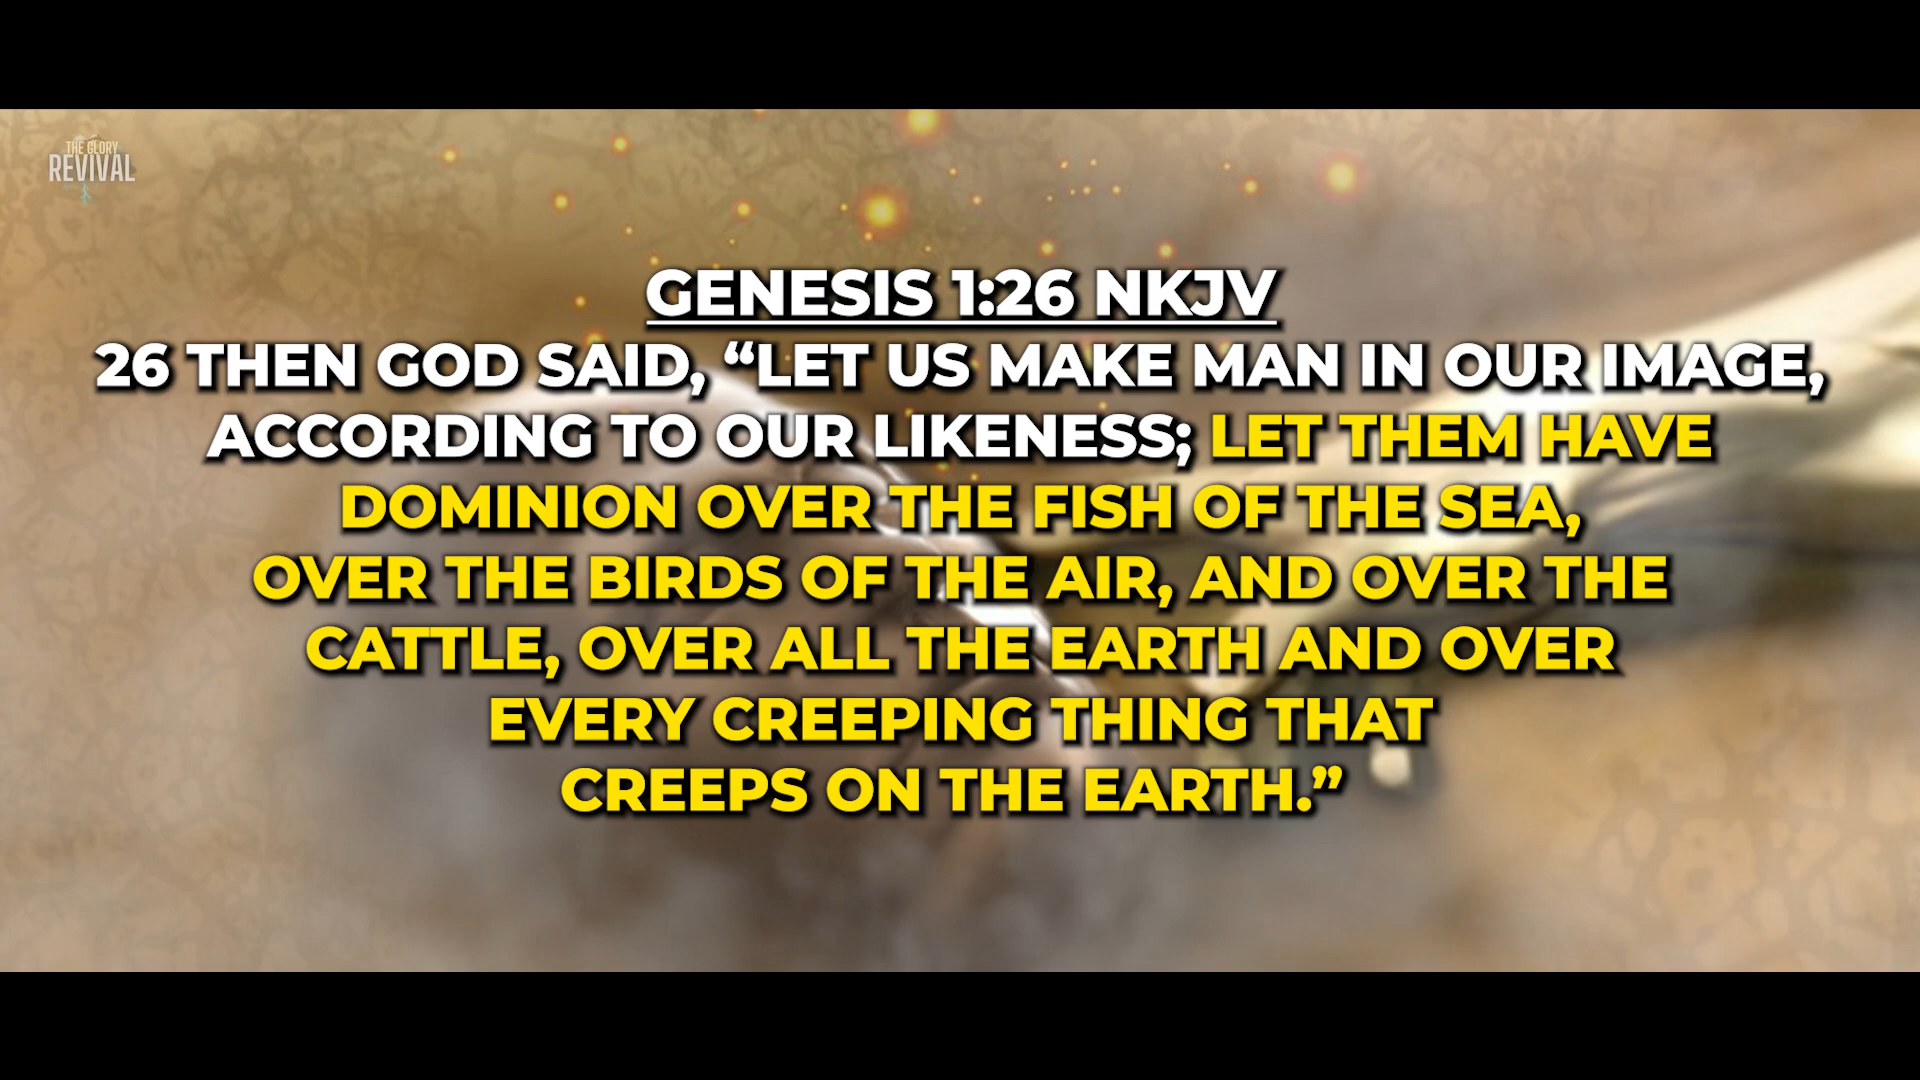 THE GLORY
REVIVAL
GENESIS 1:26 NKJV
26 THEN GOD SAID, “LET US MAKE MAN IN OUR IMAGE,
ACCORDING TO OUR LIKENESS; LET THEM HAVE
DOMINION OVER THE FISH OF THE SEA,
OVER THE BIRDS OF THE AIR, AND OVER THE
CATTLE, OVER ALL THE EARTH AND OVER
EVERY CREEPING THING THAT
CREEPS ON THE EARTH.”